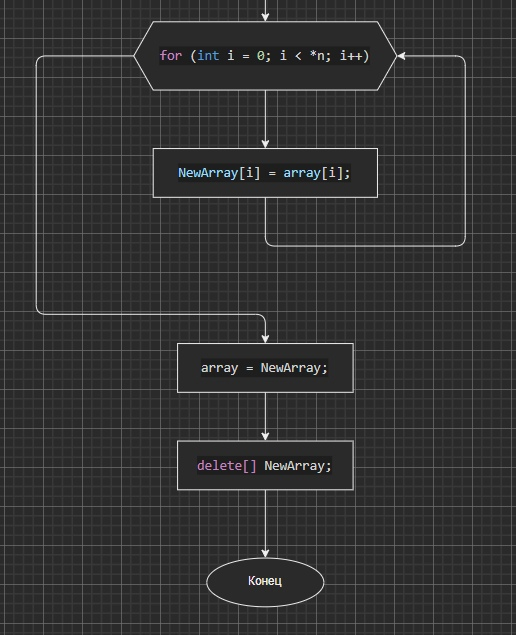 for (int i = 0; i < *n; i++)
NewArray[i] = array[i];
array = NewArray;
delete[] NewArray;
Конец